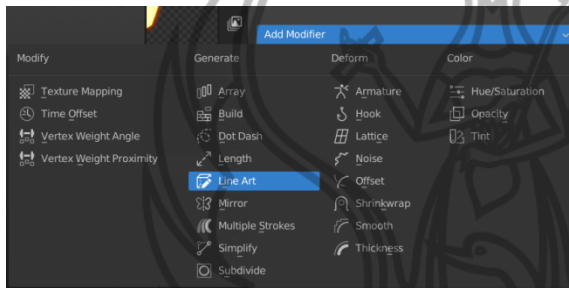 Add Modifier
Modify
Texture Mapping
Time Offset
Vertex Weight Angle
Vertex Weight Proximity
Generate
Array
Build
Dot Dash
Length
Line Art
Mirror
Multiple Strokes
Simplify
Subdivide
Deform
Armature
Hook
Lattice
Noise
Offset
Shrinkwrap
Smooth
Thickness
Color
Hue/Saturation
Opacity
Tint